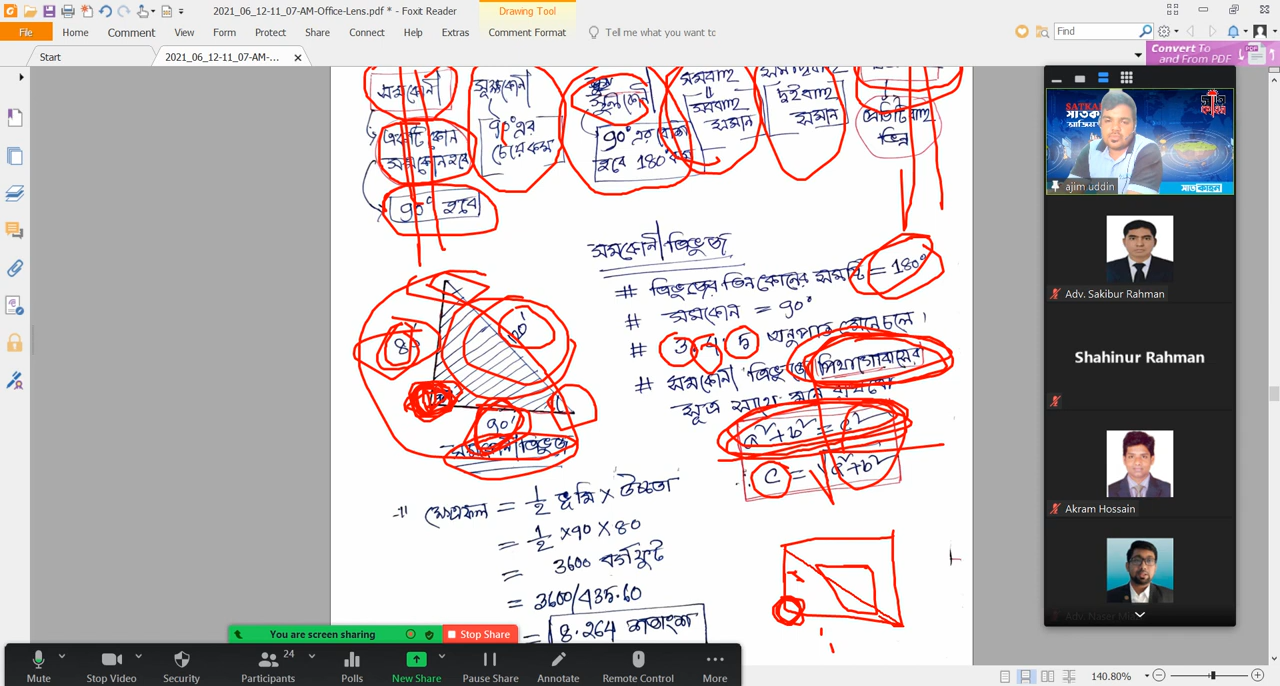 2021_06_12-11_07-AM-Office-Lens.pdf * - Foxit Reader
Drawing Tool
File Home Comment View Form Protect Share Connect Help Extras Comment Format Tell me what you want to
Find
Start 2021_06_12-11_07-AM-...
Convert To
and From PDF
সমকোনী সূক্ষ্মকোনী স্থূলকোনী সমবাহু
একটি কোন
সমকোন হবে
90° হবে
90° এর
চেয়ে কম
90° এর বেশী
হবে 180° কম
সমবাহু
সমান
দুইবাহু
সমান
প্রতিটি বাহু
ভিন্ন
সমকোনী ত্রিভুজ
# ত্রিভুজের তিন কোনের সমষ্টি = 180°
# সমকোন = 90°
# 3, 4, 5 অনুপাত মেনে চলে।
# সমকোনী ত্রিভুজে পিথাগোরাসের
a² + b² = c²
∴ c = √a² + b²
80'
90'
সমকোনী ত্রিভুজ
ক্ষেত্রফল = 1/2 ভূমি × উচ্চতা
= 1/2 × 90 × 80
= 3600 বর্গফুট
= 3600/435.60
= 8.264 শতাংশ
SATKAHON
সাতকাহন
ajim uddin
Adv. Sakibur Rahman
Shahinur Rahman
Akram Hossain
You are screen sharing Stop Share
24
Mute Stop Video Security Participants Polls New Share Pause Share Annotate Remote Control More
140.80%